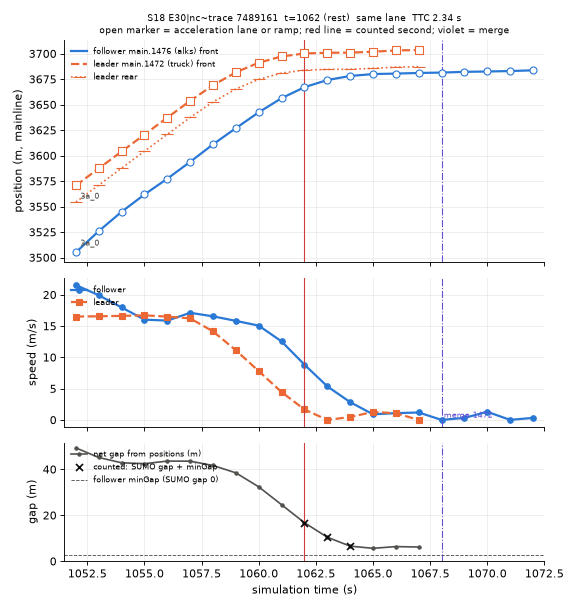 S18 E30|nc~trace 7489161  t=1062 (rest)  same lane  TTC 2.34 s
open marker = acceleration lane or ramp; red line = counted second; violet = merge
follower main.1476 (alks) front
leader main.1472 (truck) front
leader rear
position (m, mainline)
3700
3675
3650
3625
3600
3575
3550
3525
3500
3a_0
3a_0
follower
leader
speed (m/s)
20
15
10
5
0
merge 1472
net gap from positions (m)
counted: SUMO gap + minGap
follower minGap (SUMO gap 0)
gap (m)
40
20
0
1052.5
1055.0
1057.5
1060.0
1062.5
1065.0
1067.5
1070.0
1072.5
simulation time (s)